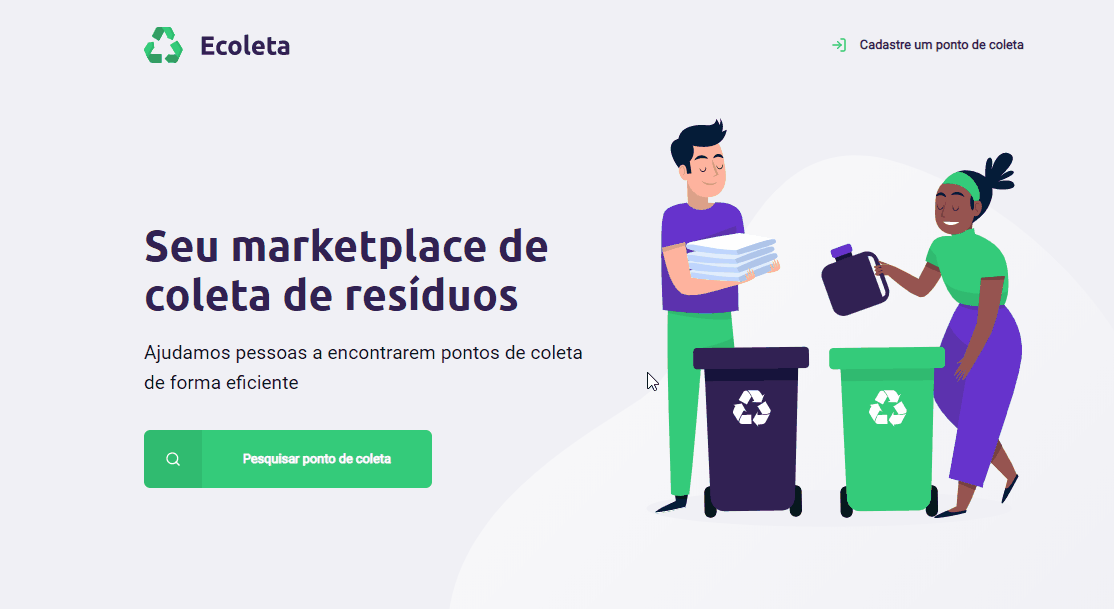 Ecoleta
Cadastre um ponto de coleta
Seu marketplace de
coleta de resíduos
Ajudamos pessoas a encontrarem pontos de coleta
de forma eficiente
Pesquisar ponto de coleta